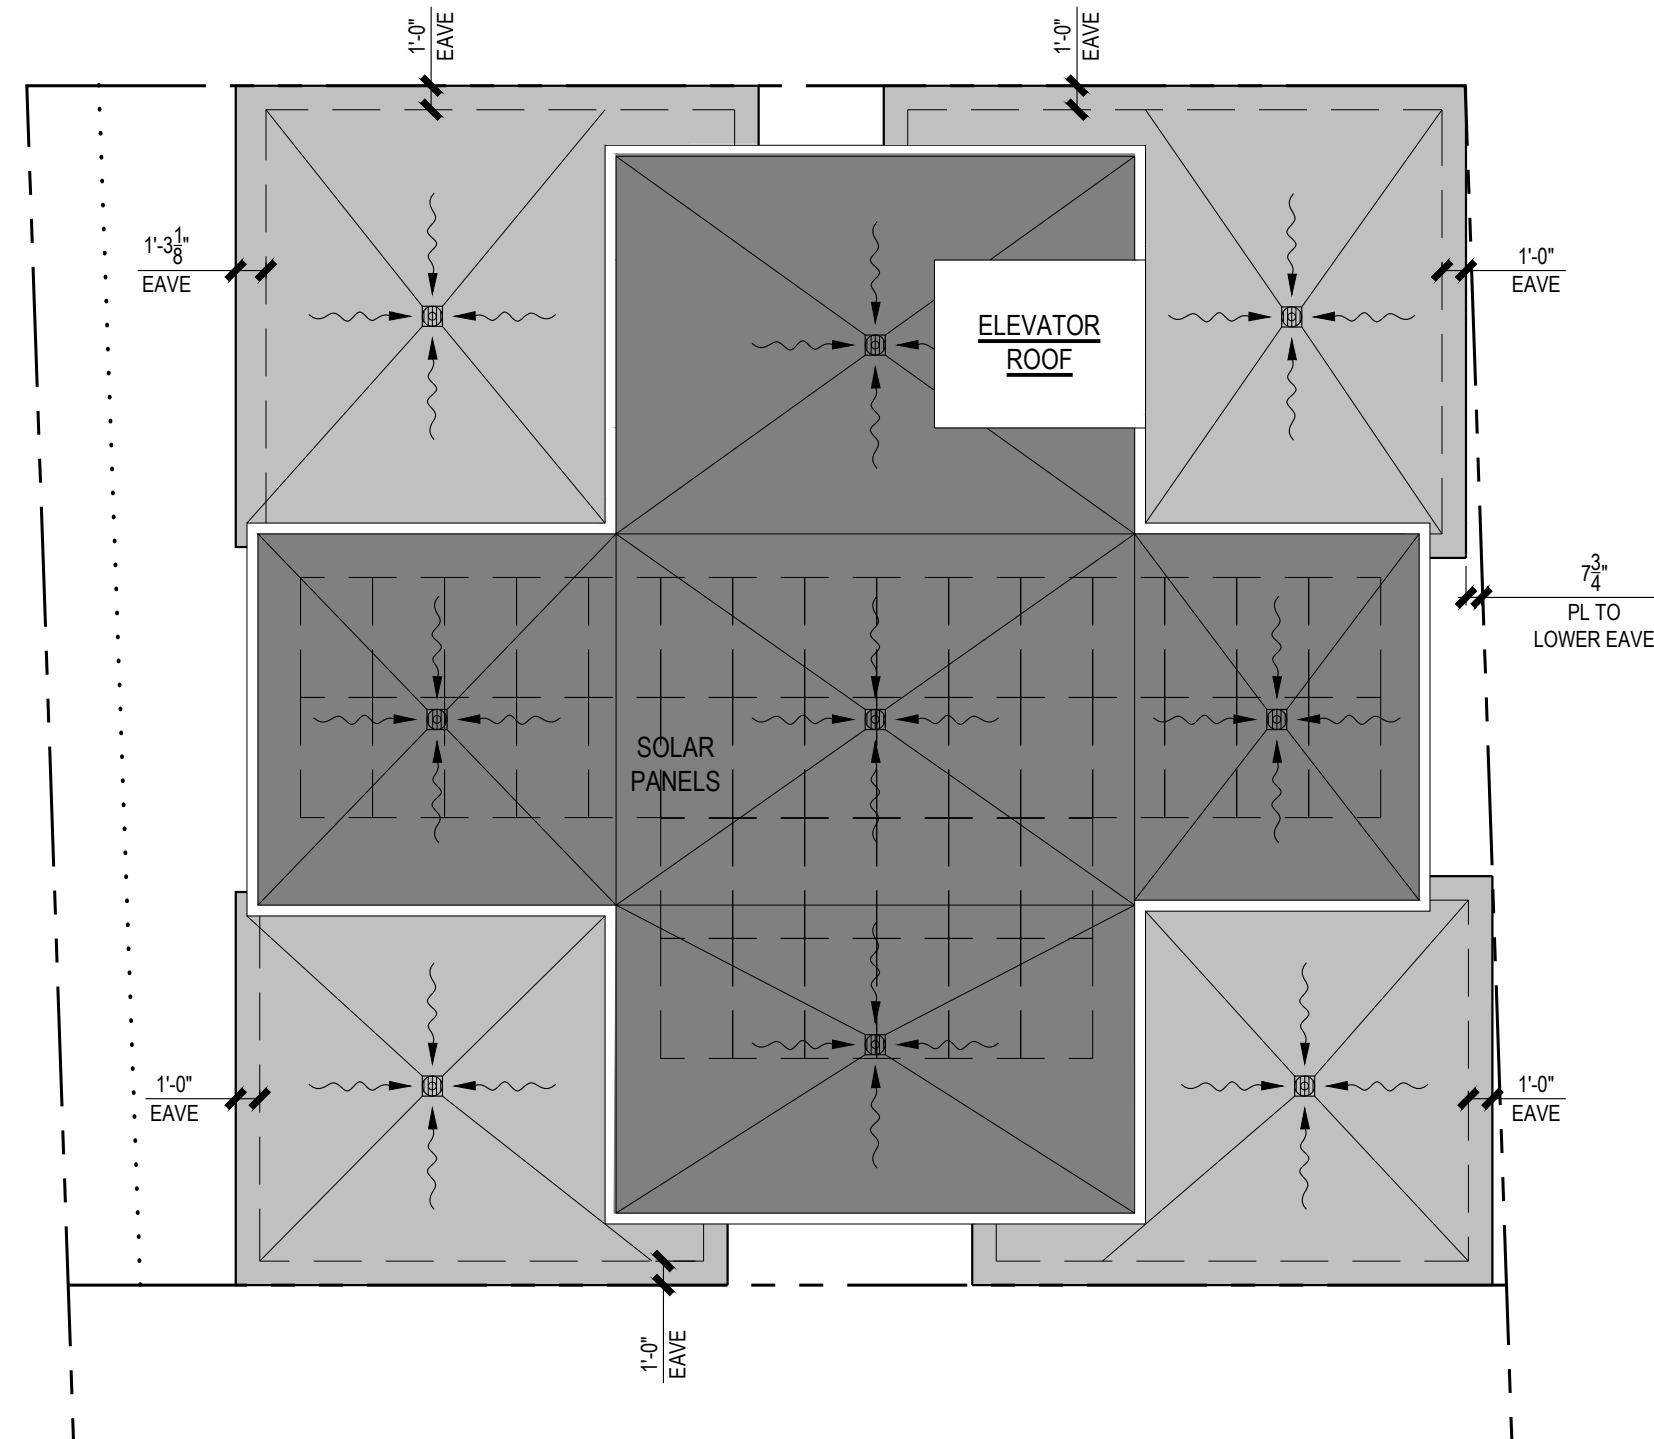 1'-0"
EAVE
1'-0"
EAVE
1'-3 1/8"
EAVE
1'-0"
EAVE
ELEVATOR
ROOF
7 3/4"
PL TO
LOWER EAVE
SOLAR
PANELS
1'-0"
EAVE
1'-0"
EAVE
1'-0"
EAVE